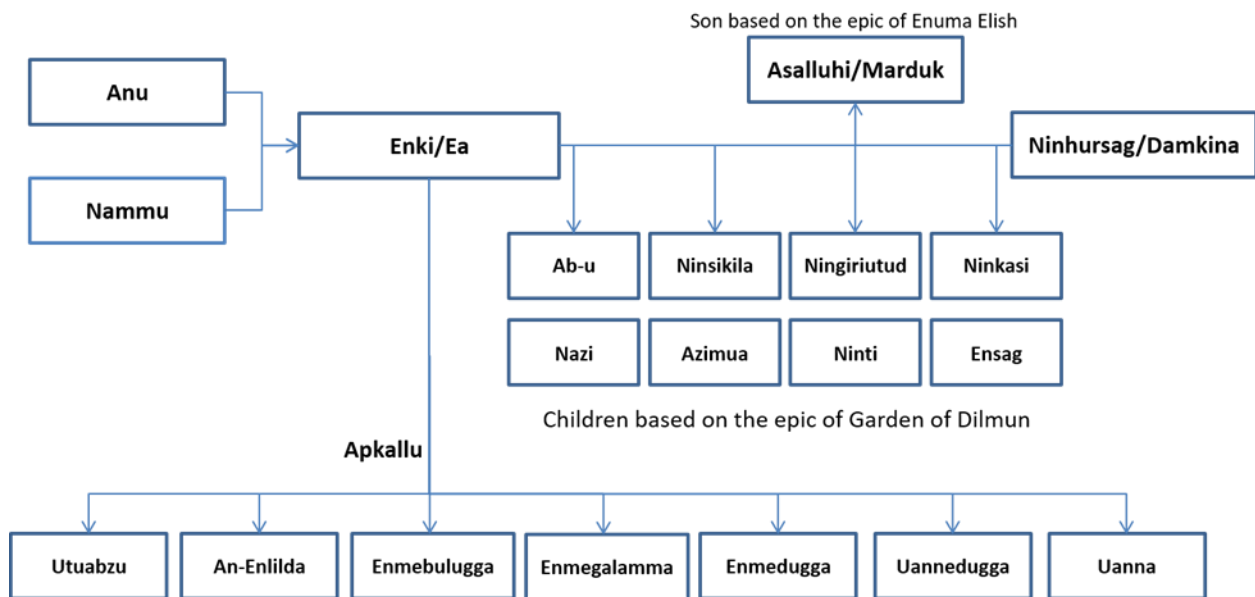 Son based on the epic of Enuma Elish
Asalluhi/Marduk
Anu
Enki/Ea
Ninhursag/Damkina
Nammu
Ab-u
Ninsikila
Ningiriutud
Ninkasi
Nazi
Azimua
Ninti
Ensag
Children based on the epic of Garden of Dilmun
Apkallu
Utuabzu
An-Enlilda
Enmebulugga
Enmegalamma
Enmedugga
Uannedugga
Uanna